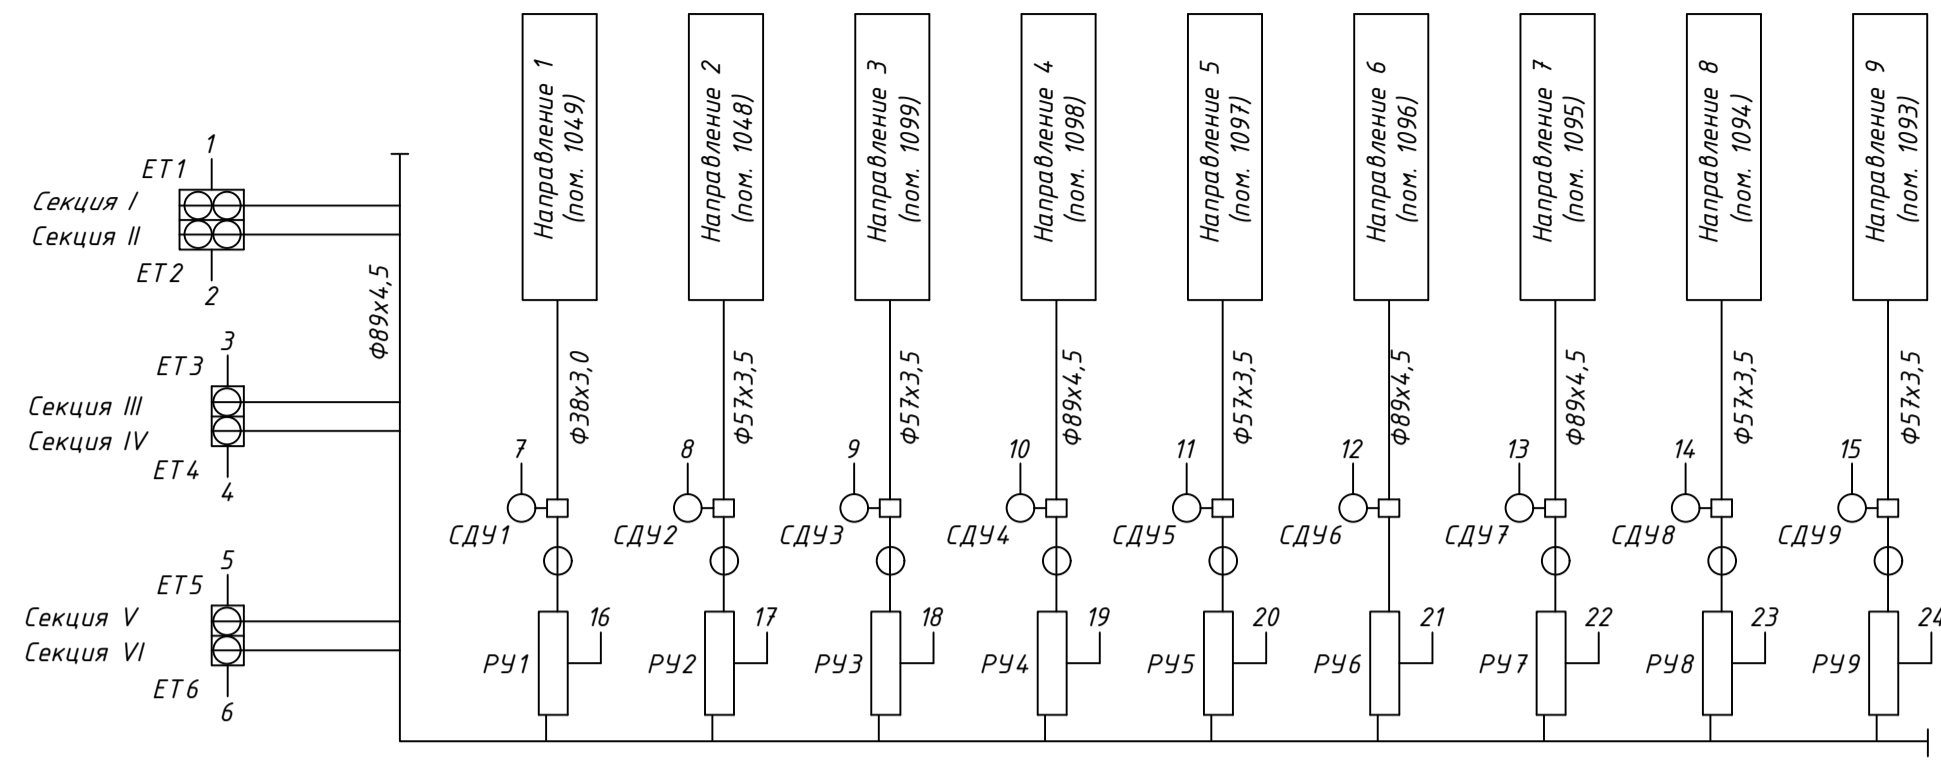 Направление 1
(пом. 1049)
Направление 2
(пом. 1048)
Направление 3
(пом. 1099)
Направление 4
(пом. 1098)
Направление 5
(пом. 1097)
Направление 6
(пом. 1096)
Направление 7
(пом. 1095)
Направление 8
(пом. 1094)
Направление 9
(пом. 1093)
1
ЕТ1
Секция I
Секция II
ЕТ2
2
Ф89х4,5
3
ЕТ3
Секция III
Секция IV
ЕТ4
4
5
ЕТ5
Секция V
Секция VI
ЕТ6
6
Ф38х3,0
Ф57х3,5
Ф57х3,5
Ф89х4,5
Ф57х3,5
Ф89х4,5
Ф89х4,5
Ф57х3,5
Ф57х3,5
7
8
9
10
11
12
13
14
15
СДУ1
СДУ2
СДУ3
СДУ4
СДУ5
СДУ6
СДУ7
СДУ8
СДУ9
16
17
18
19
20
21
22
23
24
РУ1
РУ2
РУ3
РУ4
РУ5
РУ6
РУ7
РУ8
РУ9